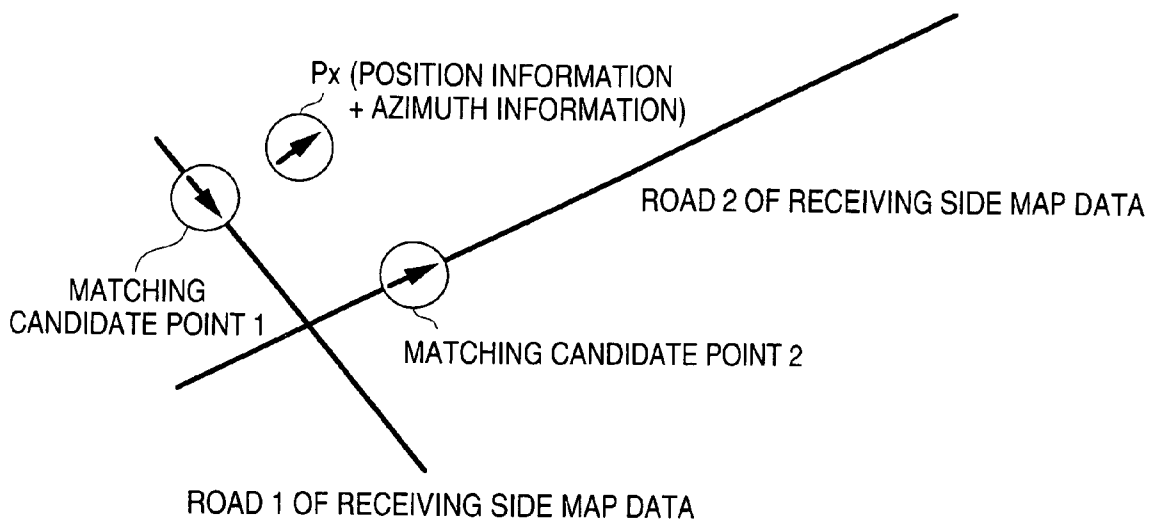 Px (POSITION INFORMATION
+ AZIMUTH INFORMATION)
ROAD 2 OF RECEIVING SIDE MAP DATA
MATCHING
CANDIDATE POINT 1
MATCHING CANDIDATE POINT 2
ROAD 1 OF RECEIVING SIDE MAP DATA